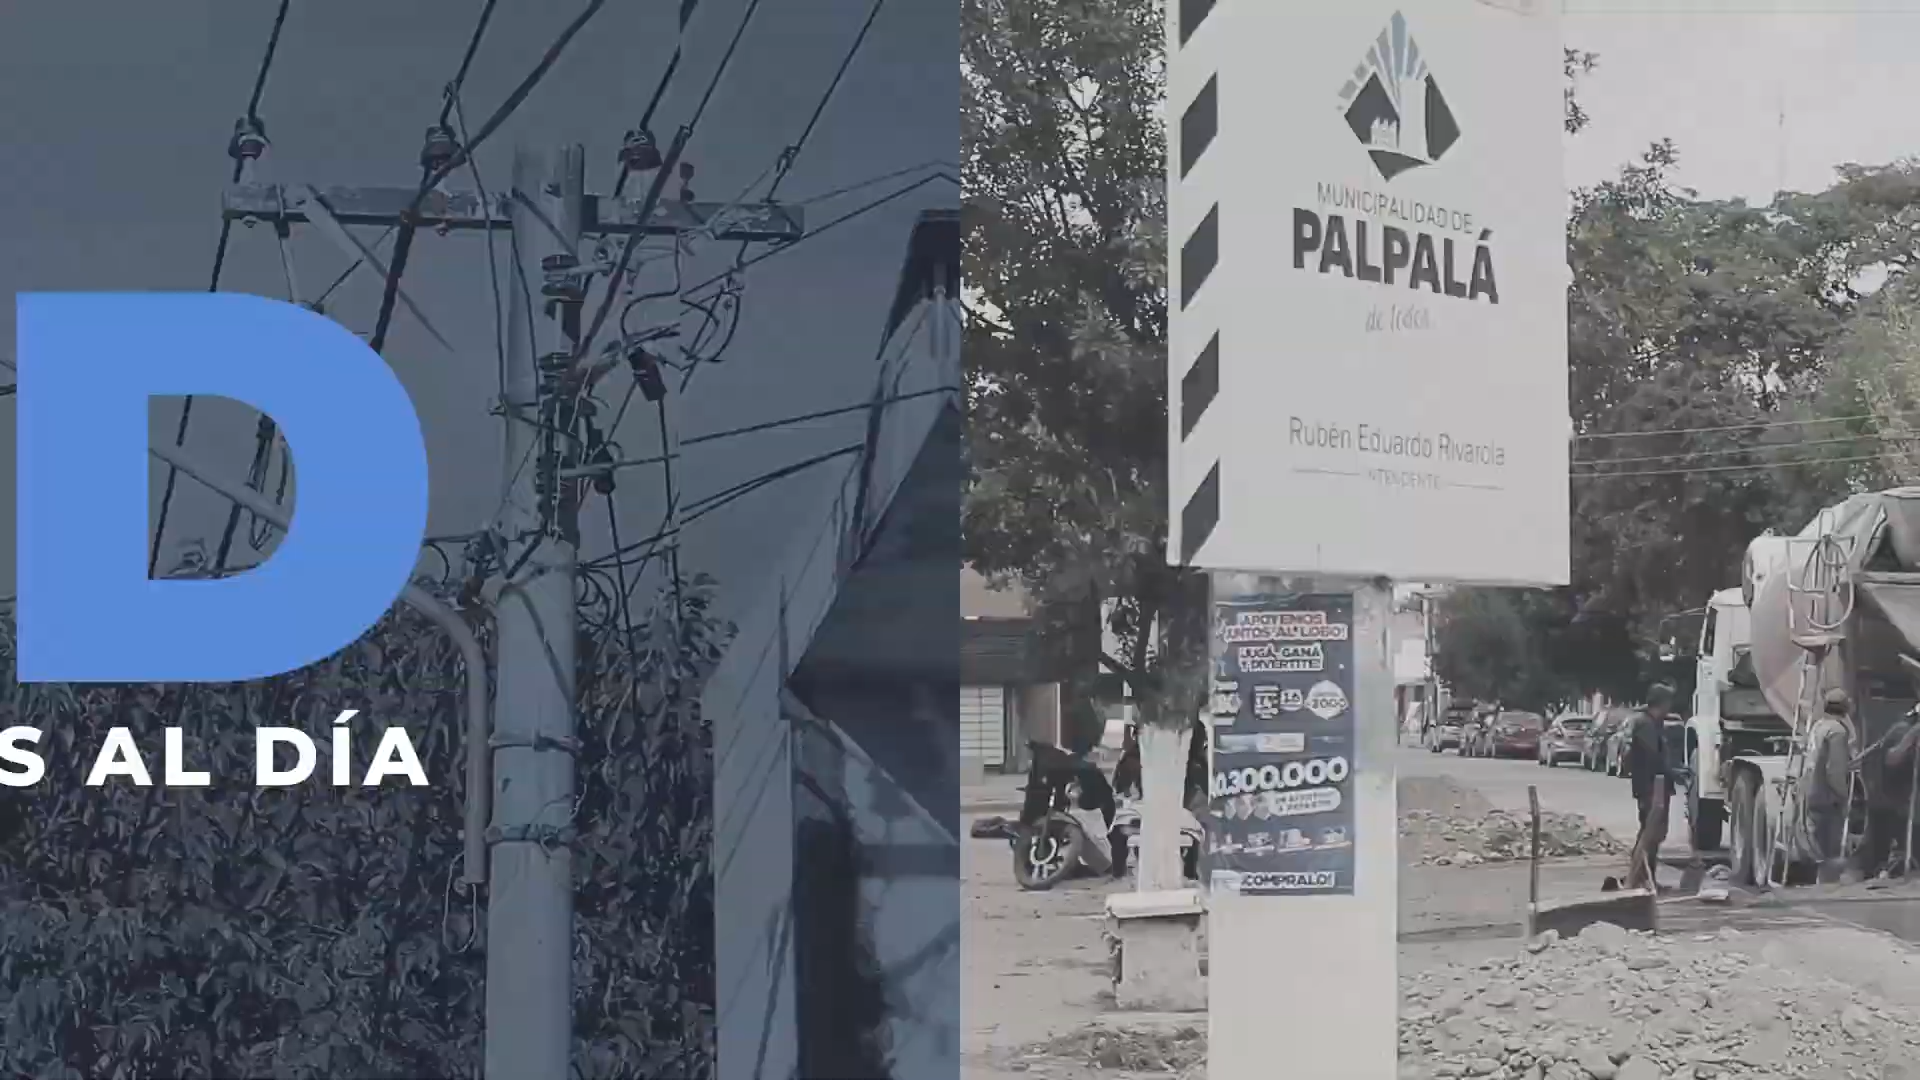 D
S AL DÍA
MUNICIPALIDAD DE
PALPALÁ
de todos
Rubén Eduardo Rivarola
INTENDENTE
¡APOYEMOS
JUNTOS AL LOBO!
¡JUGÁ, GANÁ
Y DIVERTITE!
0.300.000
¡COMPRALO!